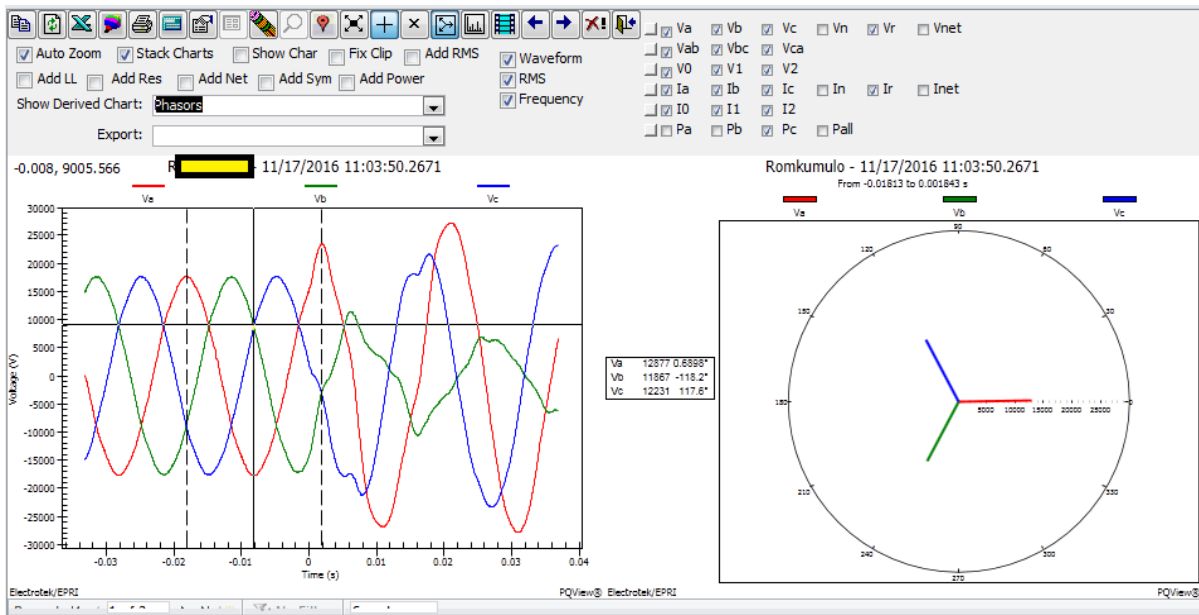 Va Vb Vc Vn Vr Vnet
Auto Zoom Stack Charts Show Char Fix Clip Add RMS Waveform
Vab Vbc Vca
Add LL Add Res Add Net Add Sym Add Power RMS
V0 V1 V2
Show Derived Chart: Phasors Frequency
Ia Ib Ic In Ir Inet
I0 I1 I2
Export:
Pa Pb Pc Pall
-0.008, 9005.566
R - 11/17/2016 11:03:50.2671
Va Vb Vc
30000
25000
20000
15000
10000
5000
0
-5000
-10000
-15000
-20000
-25000
-30000
Voltage (V)
-0.03 -0.02 -0.01 0 0.01 0.02 0.03 0.04
Time (s)
Electrotek/EPRI PQView®
Romkumulo - 11/17/2016 11:03:50.2671
From -0.01813 to 0.001843 s
Va Vb Vc
90
120 60
150 30
Va 12877 0.6898°
Vb 11867 -118.2°
Vc 12231 117.6°
180 5000 10000 15000 20000 25000 0
210 330
240 300
270
Electrotek/EPRI PQView®